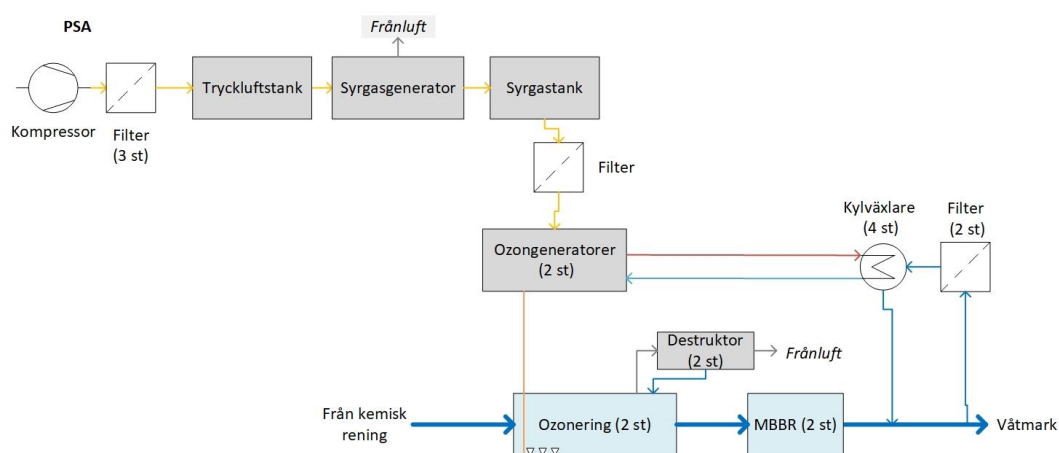 PSA
Frånluft
Tryckluftstank
Syrgasgenerator
Syrgastank
Kompressor
Filter
(3 st)
Filter
Kylväxlare
(4 st)
Filter
(2 st)
Ozongeneratorer
(2 st)
Destruktor
(2 st)
Frånluft
Från kemisk
rening
Ozonering (2 st)
MBBR (2 st)
Våtmark